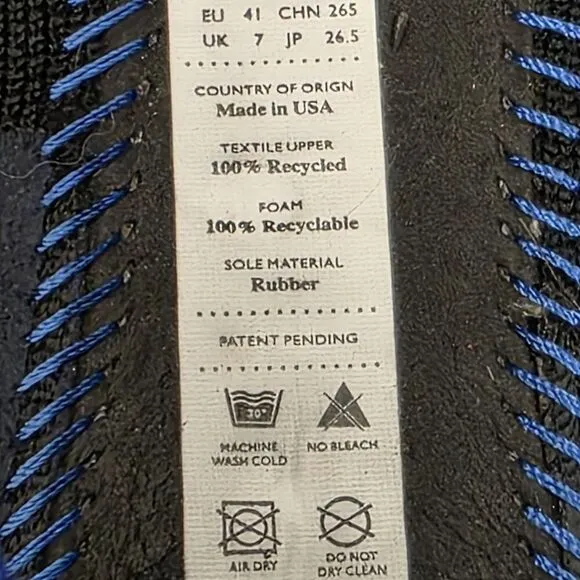 EU 41 CHN 265
UK 7 JP 26.5
COUNTRY OF ORIGN
Made in USA
TEXTILE UPPER
100% Recycled
FOAM
100% Recyclable
SOLE MATERIAL
Rubber
PATENT PENDING
30°
MACHINE
WASH COLD
NO BLEACH
AIR DRY
DO NOT
DRY CLEAN